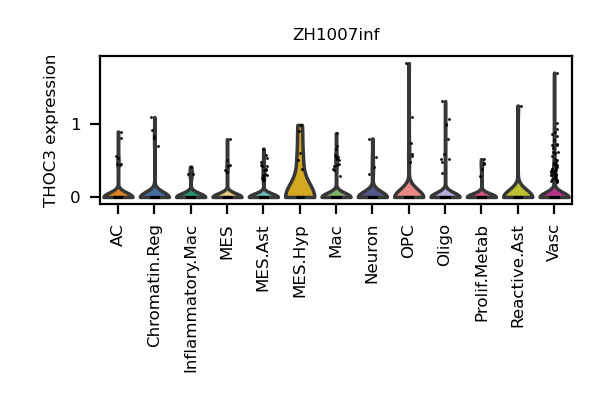 ZH1007inf
THOC3 expression
1
0
AC
Chromatin.Reg
Inflammatory.Mac
MES
MES.Ast
MES.Hyp
Mac
Neuron
OPC
Oligo
Prolif.Metab
Reactive.Ast
Vasc